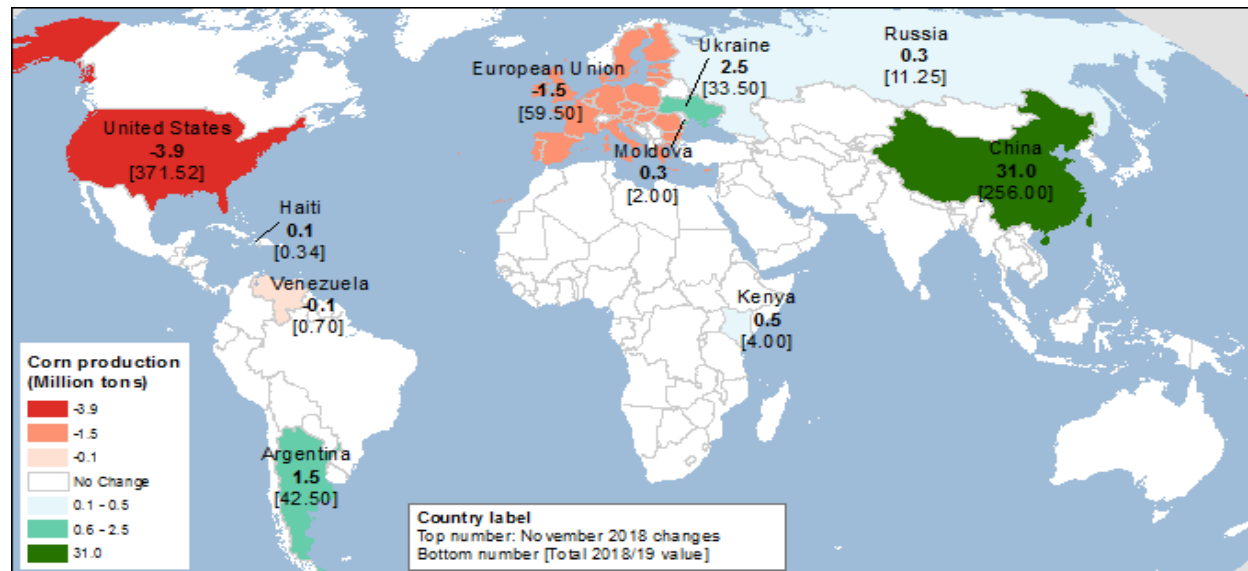 Russia
0.3
[11.25]
Ukraine
2.5
[33.50]
European Union
-1.5
[59.50]
United States
-3.9
[371.52]
Moldova
0.3
[2.00]
China
31.0
[256.00]
Haiti
0.1
[0.34]
Venezuela
-0.1
[0.70]
Kenya
0.5
[4.00]
Argentina
1.5
[42.50]
Corn production
(Million tons)
-3.9
-1.5
-0.1
No Change
0.1 - 0.5
0.6 - 2.5
31.0
Country label
Top number: November 2018 changes
Bottom number [Total 2018/19 value]